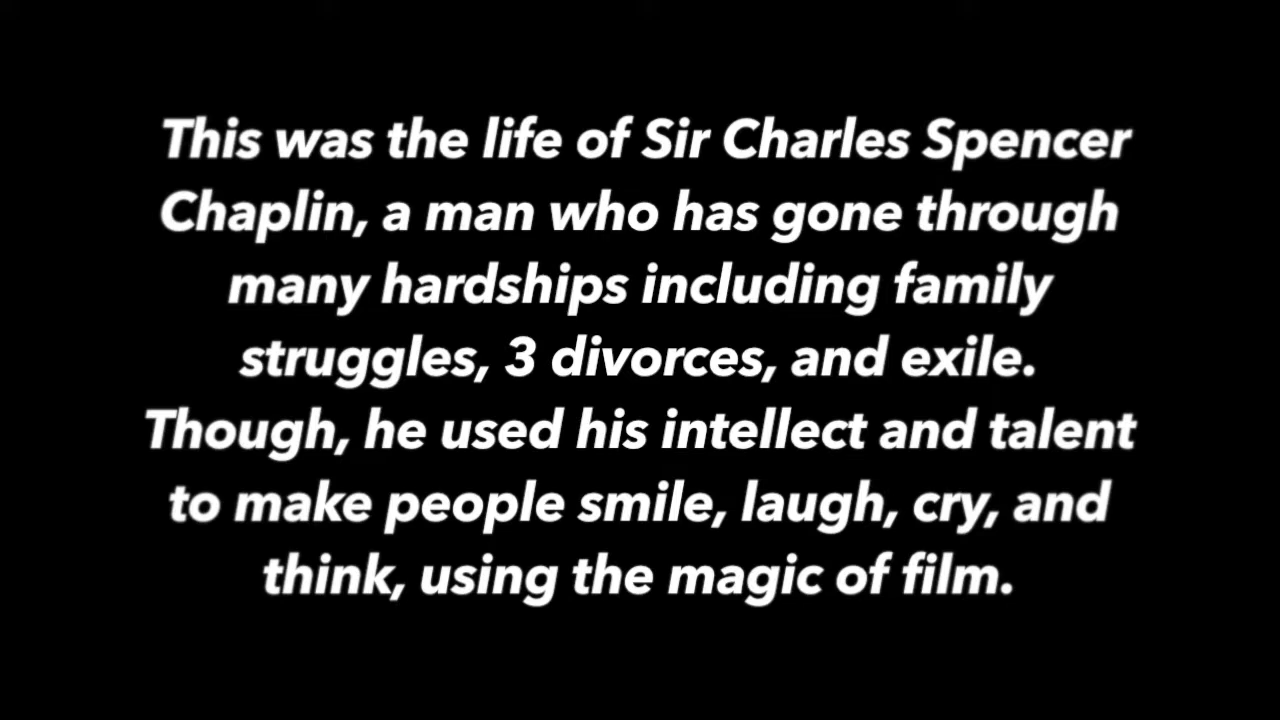 This was the life of Sir Charles Spencer
Chaplin, a man who has gone through
many hardships including family
struggles, 3 divorces, and exile.
Though, he used his intellect and talent
to make people smile, laugh, cry, and
think, using the magic of film.